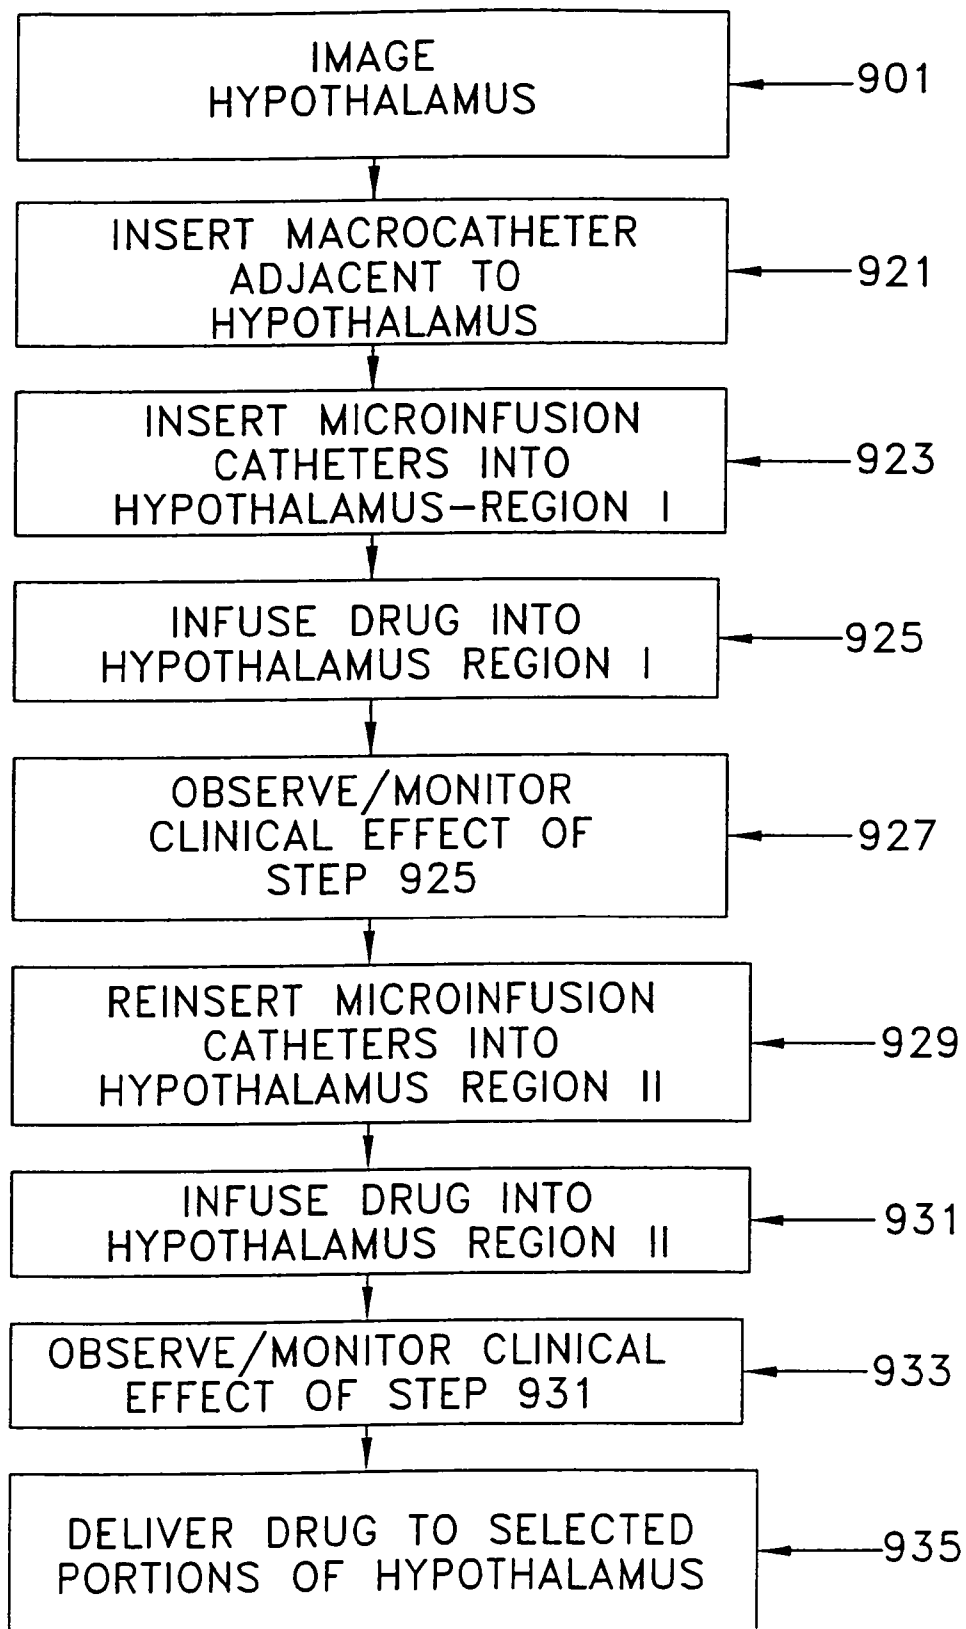 IMAGE
HYPOTHALAMUS
901
INSERT MACROCATHETER
ADJACENT TO
HYPOTHALAMUS
921
INSERT MICROINFUSION
CATHETERS INTO
HYPOTHALAMUS-REGION I
923
INFUSE DRUG INTO
HYPOTHALAMUS REGION I
925
OBSERVE/MONITOR
CLINICAL EFFECT OF
STEP 925
927
REINSERT MICROINFUSION
CATHETERS INTO
HYPOTHALAMUS REGION II
929
INFUSE DRUG INTO
HYPOTHALAMUS REGION II
931
OBSERVE/MONITOR CLINICAL
EFFECT OF STEP 931
933
DELIVER DRUG TO SELECTED
PORTIONS OF HYPOTHALAMUS
935